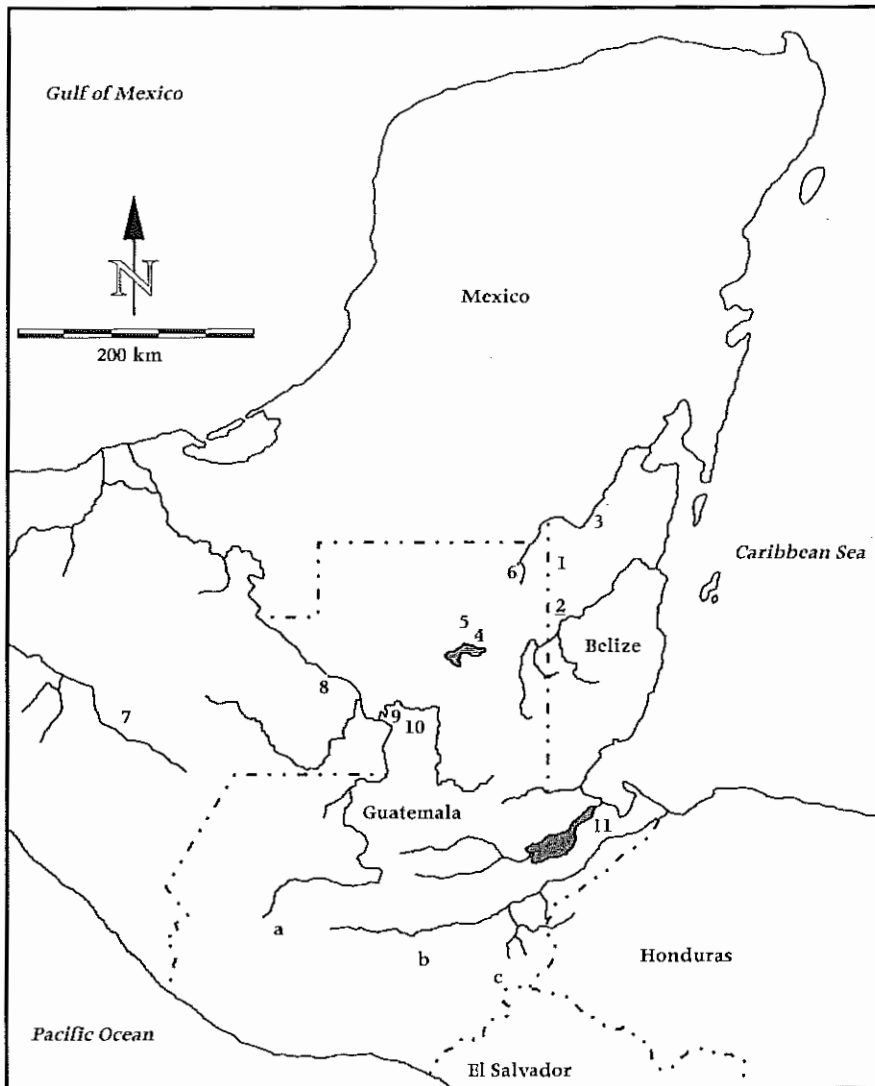 Gulf of Mexico
N
Mexico
200 km
3
Caribbean Sea
6
1
2
5
4
Belize
8
7
9
10
Guatemala
11
a
b
Honduras
c
Pacific Ocean
El Salvador